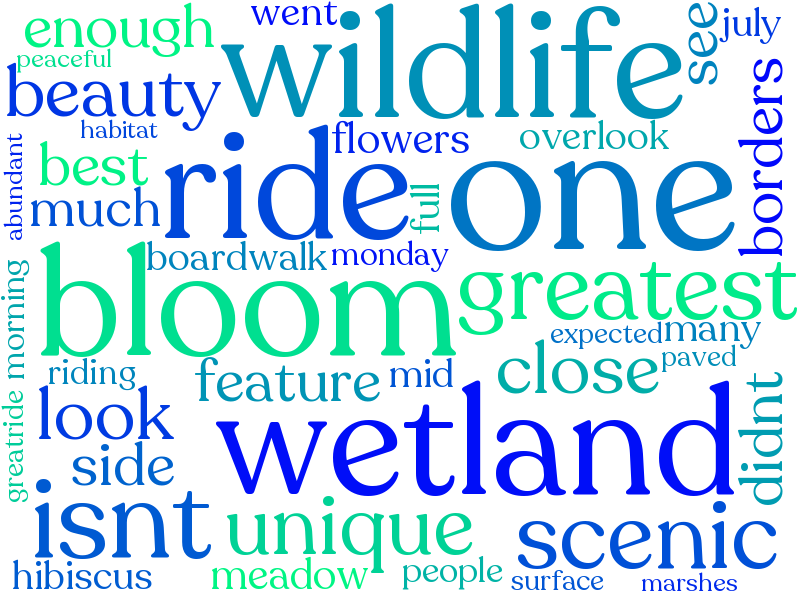 went
enough
peaceful
wildlife
see
july
beauty
habitat
flowers
overlook
borders
abundant
best
ride
one
much
full
boardwalk
monday
bloom
greatest
morning
expected
many
riding
feature
mid
close
paved
greatride
look
wetland
didnt
side
isnt
unique
scenic
hibiscus
meadow
people
surface
marshes